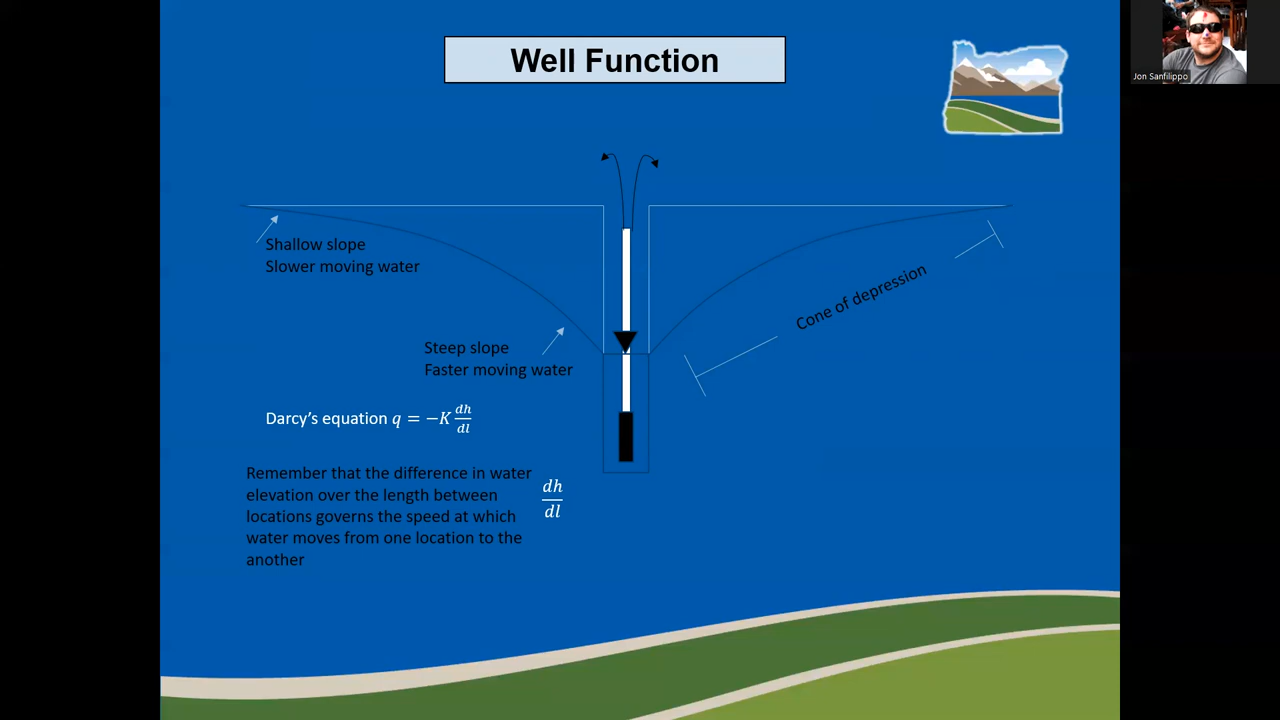 Well Function
Jon Sanfilippo
Shallow slope
Slower moving water
Cone of depression
Steep slope
Faster moving water
Darcy's equation q = −K dh/dl
Remember that the difference in water
elevation over the length between
locations governs the speed at which
water moves from one location to the
another
dh/dl